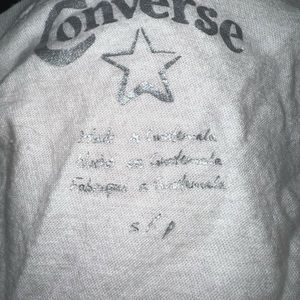 Converse
Made in Guatemala
Hecho en Guatemala
Fabriqué a Guatemala
s/p